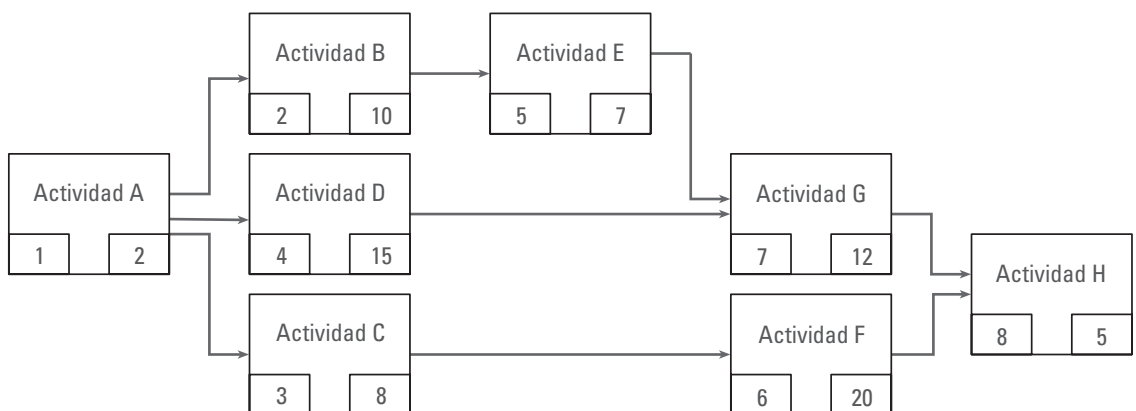 Actividad B
2 10
Actividad E
5 7
Actividad A
1 2
Actividad D
4 15
Actividad G
7 12
Actividad H
8 5
Actividad C
3 8
Actividad F
6 20